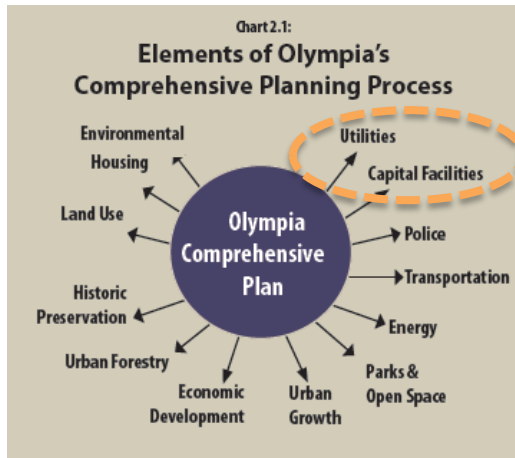 Chart 2.1:
Elements of Olympia's
Comprehensive Planning Process
Environmental
Housing
Land Use
Historic
Preservation
Urban Forestry
Economic
Development
Urban
Growth
Parks &
Open Space
Energy
Transportation
Police
Capital Facilities
Utilities
Olympia
Comprehensive
Plan